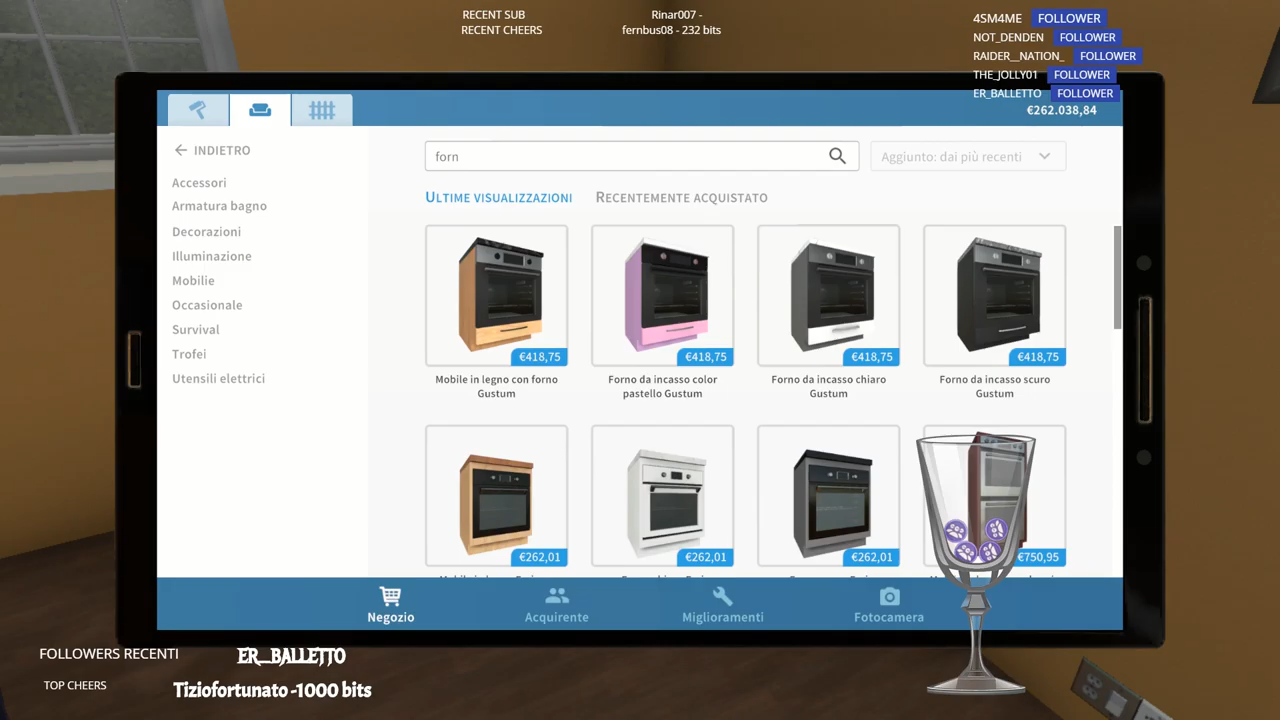 RECENT SUB
Rinar007 -
RECENT CHEERS
fernbus08 - 232 bits
4SM4ME FOLLOWER
NOT_DENDEN FOLLOWER
RAIDER__NATION_ FOLLOWER
THE_JOLLY01 FOLLOWER
ER_BALLETTO FOLLOWER
€262.038,84
INDIETRO
Accessori
Armatura bagno
Decorazioni
Illuminazione
Mobilie
Occasionale
Survival
Trofei
Utensili elettrici
forn
Aggiunto: dai più recenti
ULTIME VISUALIZZAZIONI
RECENTEMENTE ACQUISTATO
€418,75
€418,75
€418,75
€418,75
Mobile in legno con forno
Gustum
Forno da incasso color
pastello Gustum
Forno da incasso chiaro
Gustum
Forno da incasso scuro
Gustum
€262,01
€262,01
€262,01
€750,95
Negozio
Acquirente
Miglioramenti
Fotocamera
FOLLOWERS RECENTI
ER_BALLETTO
TOP CHEERS
Tiziofortunato -1000 bits